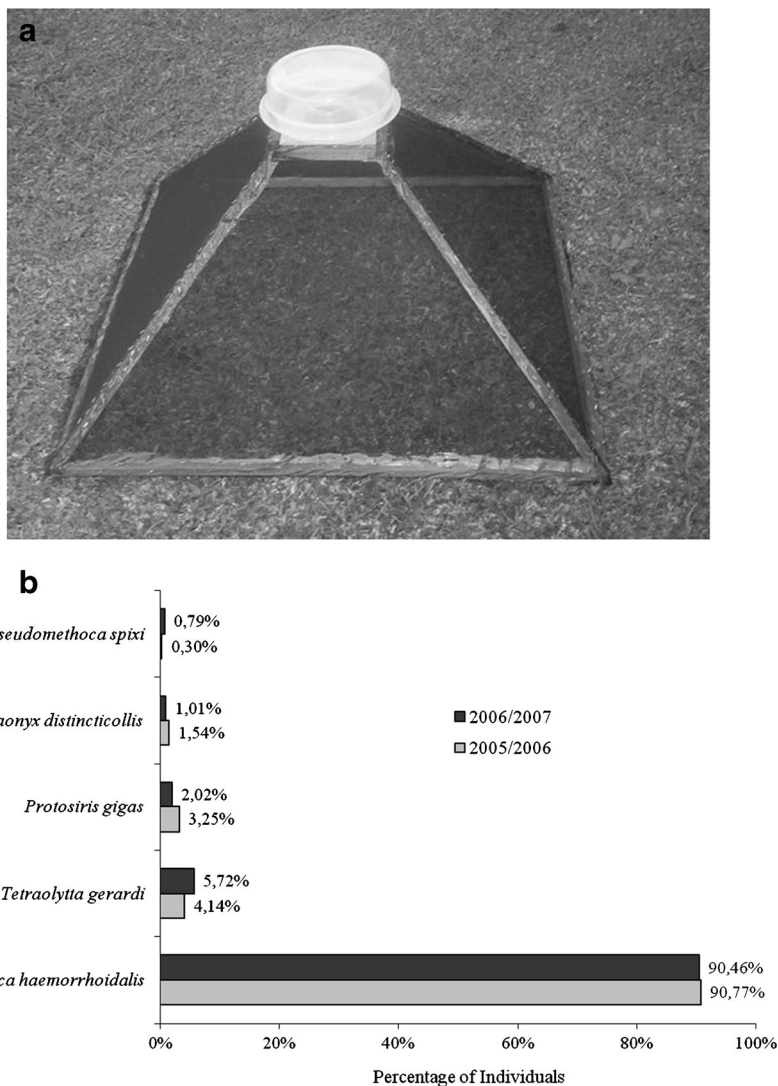 a
b
seudomethoca spixi
0,79%
0,30%
aonyx distincticollis
1,01%
1,54%
2006/2007
2005/2006
Protosiris gigas
2,02%
3,25%
Tetraolytta gerardi
5,72%
4,14%
ca haemorrhoidalis
90,46%
90,77%
0% 20% 40% 60% 80% 100%
Percentage of Individuals